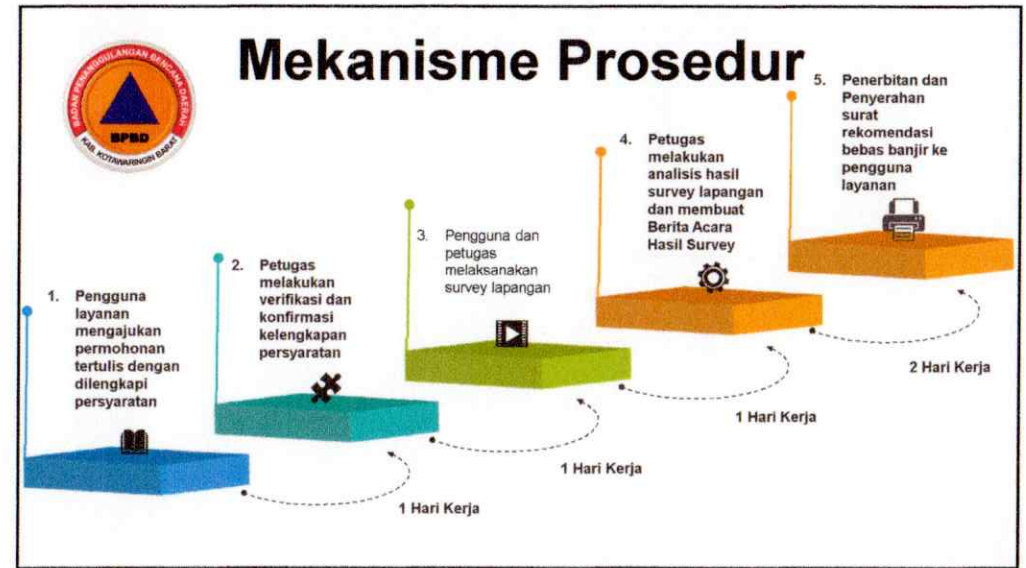 Mekanisme Prosedur
BADAN PENANGGULANGAN BENCANA DAERAH
BPBD
KAB. KOTAWARINGIN BARAT
1. Pengguna
layanan
mengajukan
permohonan
tertulis dengan
dilengkapi
persyaratan
1 Hari Kerja
2. Petugas
melakukan
verifikasi dan
konfirmasi
kelengkapan
persyaratan
1 Hari Kerja
3. Pengguna dan
petugas
melaksanakan
survey lapangan
1 Hari Kerja
4. Petugas
melakukan
analisis hasil
survey lapangan
dan membuat
Berita Acara
Hasil Survey
2 Hari Kerja
5. Penerbitan dan
Penyerahan
surat
rekomendasi
bebas banjir ke
pengguna
layanan